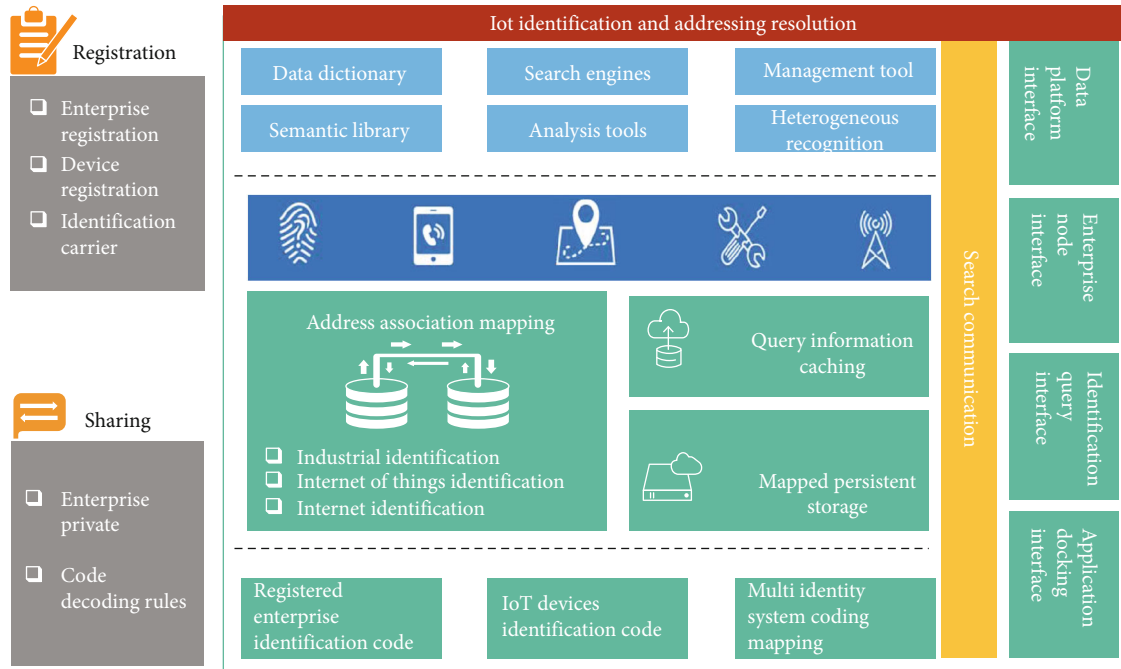 Iot identification and addressing resolution
Registration
Enterprise
registration
Device
registration
Identification
carrier
Sharing
Enterprise
private
Code
decoding rules
Data dictionary
Search engines
Management tool
Semantic library
Analysis tools
Heterogeneous
recognition
Address association mapping
Industrial identification
Internet of things identification
Internet identification
Query information
caching
Mapped persistent
storage
Registered
enterprise
identification code
IoT devices
identification code
Multi identity
system coding
mapping
Search communication
Data
platform
interface
Enterprise
node
interface
Identification
query
interface
Application
docking
interface